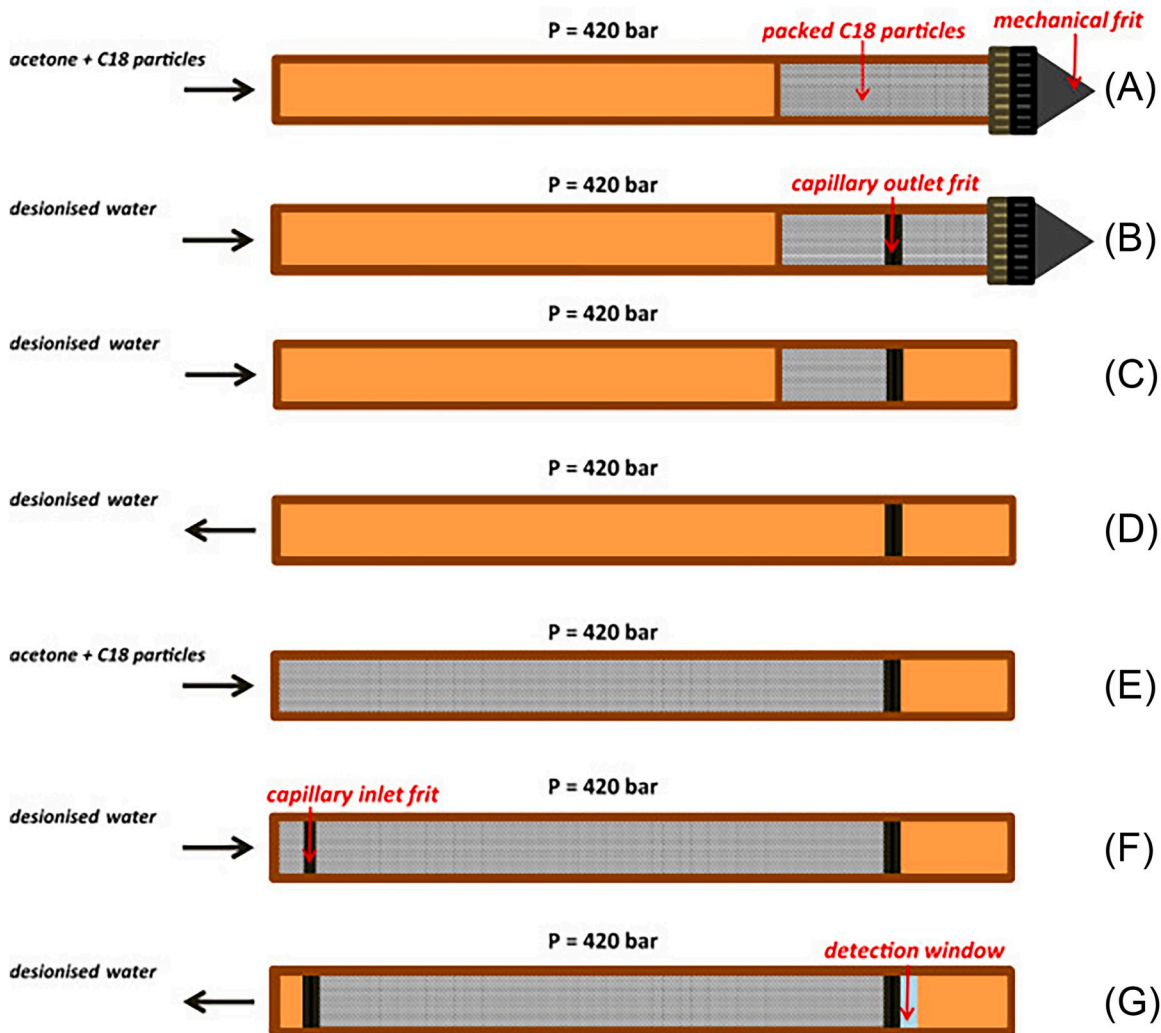 P = 420 bar
packed C18 particles
mechanical frit
acetone + C18 particles
(A)
P = 420 bar
capillary outlet frit
desionised water
(B)
P = 420 bar
desionised water
(C)
P = 420 bar
desionised water
(D)
P = 420 bar
acetone + C18 particles
(E)
P = 420 bar
capillary inlet frit
desionised water
(F)
P = 420 bar
detection window
desionised water
(G)